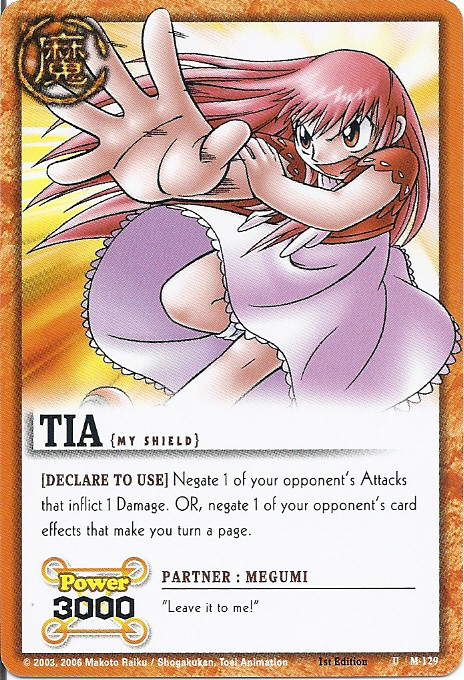 魔
TIA {MY SHIELD}
[DECLARE TO USE] Negate 1 of your opponent's Attacks
that inflict 1 Damage. OR, negate 1 of your opponent's card
effects that make you turn a page.
Power
3000
PARTNER : MEGUMI
"Leave it to me!"
© 2003, 2006 Makoto Raiku / Shogakukan, Toei Animation
1st Edition
U M-129